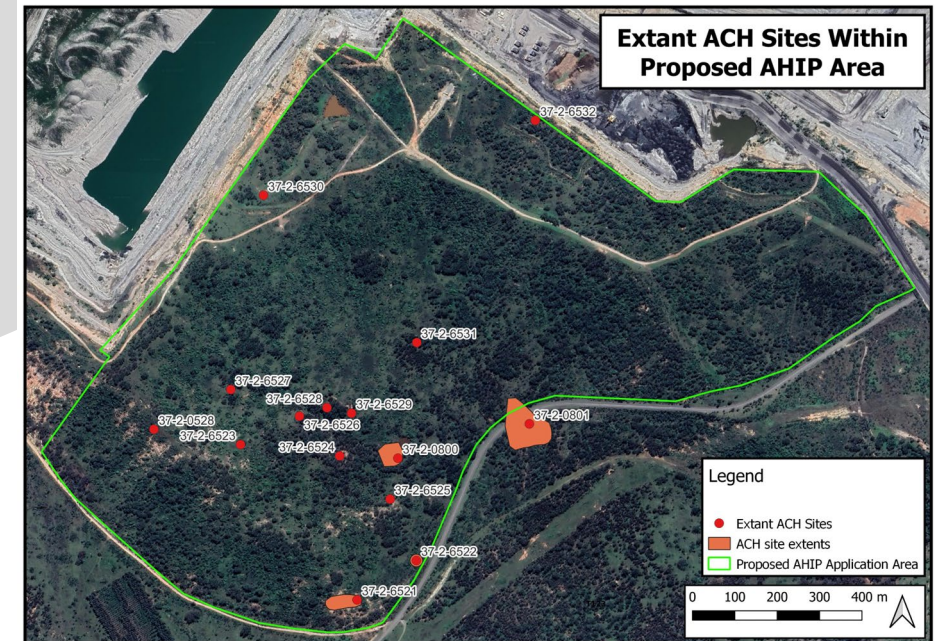 Extant ACH Sites Within
Proposed AHIP Area
37-2-6532
37-2-6530
37-2-6531
37-2-6527
37-2-6528
37-2-6529
37-2-6526
37-2-0528
37-2-6523
37-2-6524
37-2-0800
37-2-0801
37-2-6525
37-2-6522
37-2-6521
Legend
Extant ACH Sites
ACH site extents
Proposed AHIP Application Area
0 100 200 300 400 m